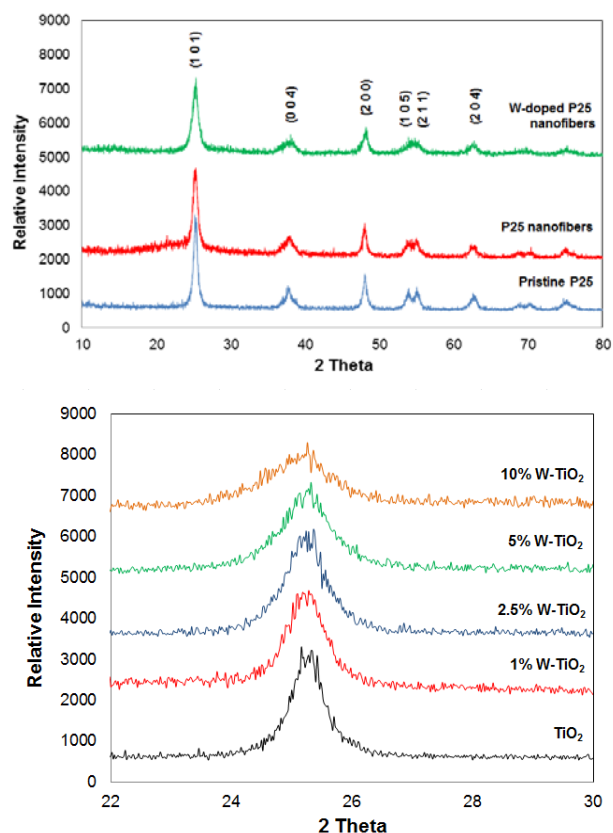 9000
8000
7000
6000
5000
4000
3000
2000
1000
0
Relative Intensity
(1 0 1)
(0 0 4)
(2 0 0)
(1 0 5)
(2 1 1)
(2 0 4)
W-doped P25
nanofibers
P25 nanofibers
Pristine P25
10 20 30 40 50 60 70 80
2 Theta
9000
8000
7000
6000
5000
4000
3000
2000
1000
0
Relative Intensity
10% W-TiO₂
5% W-TiO₂
2.5% W-TiO₂
1% W-TiO₂
TiO₂
22 24 26 28 30
2 Theta